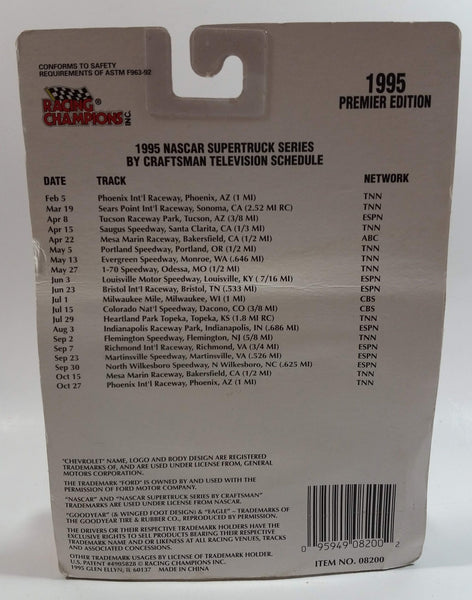 CONFORMS TO SAFETY
REQUIREMENTS OF ASTM F963-92
RACING
CHAMPIONS®
INC.
1995
PREMIER EDITION
1995 NASCAR SUPERTRUCK SERIES
BY CRAFTSMAN TELEVISION SCHEDULE
DATE TRACK NETWORK
Feb 5 Phoenix Int'l Raceway, Phoenix, AZ (1 MI) TNN
Mar 19 Sears Point Int'l Raceway, Sonoma, CA (2.52 MI RC) TNN
Apr 8 Tucson Raceway Park, Tucson, AZ (3/8 MI) ESPN
Apr 15 Saugus Speedway, Santa Clarita, CA (1/3 MI) TNN
Apr 22 Mesa Marin Raceway, Bakersfield, CA (1/2 MI) ABC
May 5 Portland Speedway, Portland, OR (1/2 MI) TNN
May 13 Evergreen Speedway, Monroe, WA (.646 MI) TNN
May 27 1-70 Speedway, Odessa, MO (1/2 MI) TNN
Jun 3 Louisville Motor Speedway, Louisville, KY ( 7/16 MI) ESPN
Jun 23 Bristol Int'l Raceway, Bristol, TN (.533 MI) ESPN
Jul 1 Milwaukee Mile, Milwaukee, WI (1 MI) CBS
Jul 15 Colorado Nat'l Speedway, Dacono, CO (3/8 MI) CBS
Jul 29 Heartland Park Topeka, Topeka, KS (1.8 MI RC) TNN
Aug 3 Indianapolis Raceway Park, Indianapolis, IN (.686 MI) ESPN
Sep 2 Flemington Speedway, Flemington, NJ (5/8 MI) TNN
Sep 7 Richmond Int'l Raceway, Richmond, VA (3/4 MI) ESPN
Sep 23 Martinsville Speedway, Martinsville, VA (.526 MI) ESPN
Sep 30 North Wilkesboro Speedway, N Wilkesboro, NC (.625 MI) ESPN
Oct 15 Mesa Marin Raceway, Bakersfield, CA (1/2 MI) TNN
Oct 27 Phoenix Int'l Raceway, Phoenix, AZ (1 MI) TNN
"CHEVROLET" NAME, LOGO AND BODY DESIGN ARE REGISTERED
TRADEMARKS OF, AND ARE USED UNDER LICENSE FROM, GENERAL
MOTORS CORPORATION.
THE TRADEMARK "FORD" IS OWNED BY AND USED WITH THE
PERMISSION OF FORD MOTOR COMPANY.
"NASCAR" AND "NASCAR SUPERTRUCK SERIES BY CRAFTSMAN"
TRADEMARKS ARE USED UNDER LICENSE FROM NASCAR.
"GOODYEAR" (& WINGED FOOT DESIGN) & "EAGLE" – TRADEMARKS OF
THE GOODYEAR TIRE & RUBBER CO., REPRODUCED BY PERMISSION.
THE DRIVERS OR THEIR RESPECTIVE TRADEMARK HOLDERS HAVE THE
EXCLUSIVE RIGHTS TO SELL PRODUCTS BEARING THEIR RESPECTIVE
TRADEMARK NAME AND OR LIKENESS AT ALL RACING VENUES, TRACKS
AND ASSOCIATED CONCESSIONS.
OTHER TRADEMARK USAGES BY LICENSE OF TRADEMARK HOLDER.
U.S. PATENT #4905828 © RACING CHAMPIONS INC.
1995 GLEN ELLYN, IL 60137 MADE IN CHINA
0 95949 08200 2
ITEM NO. 08200